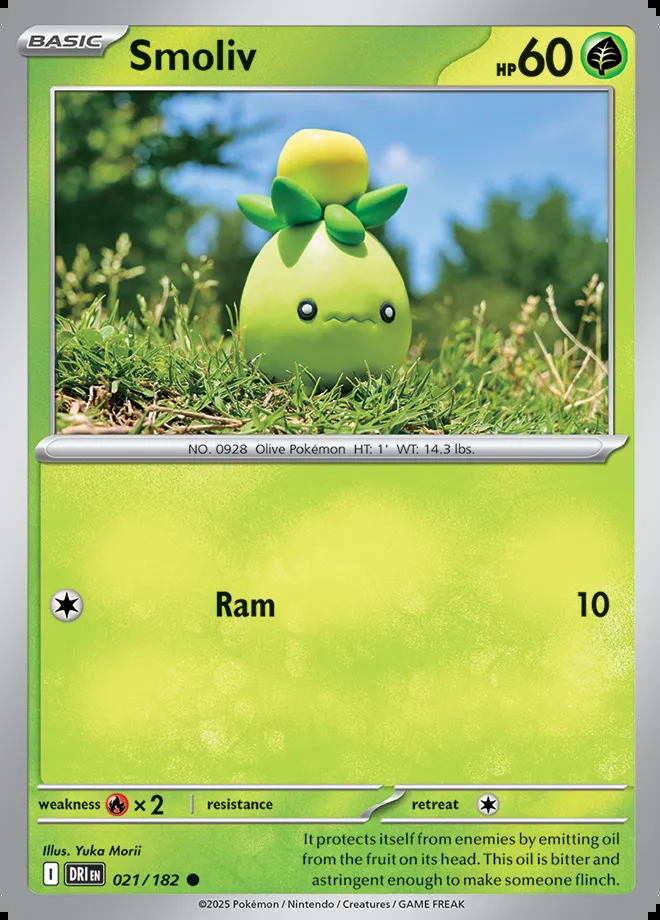 BASIC Smoliv HP60
NO. 0928 Olive Pokémon HT: 1' WT: 14.3 lbs.
Ram 10
weakness ×2 resistance retreat
Illus. Yuka Morii
I DRI EN 021/182
It protects itself from enemies by emitting oil
from the fruit on its head. This oil is bitter and
astringent enough to make someone flinch.
©2025 Pokémon / Nintendo / Creatures / GAME FREAK